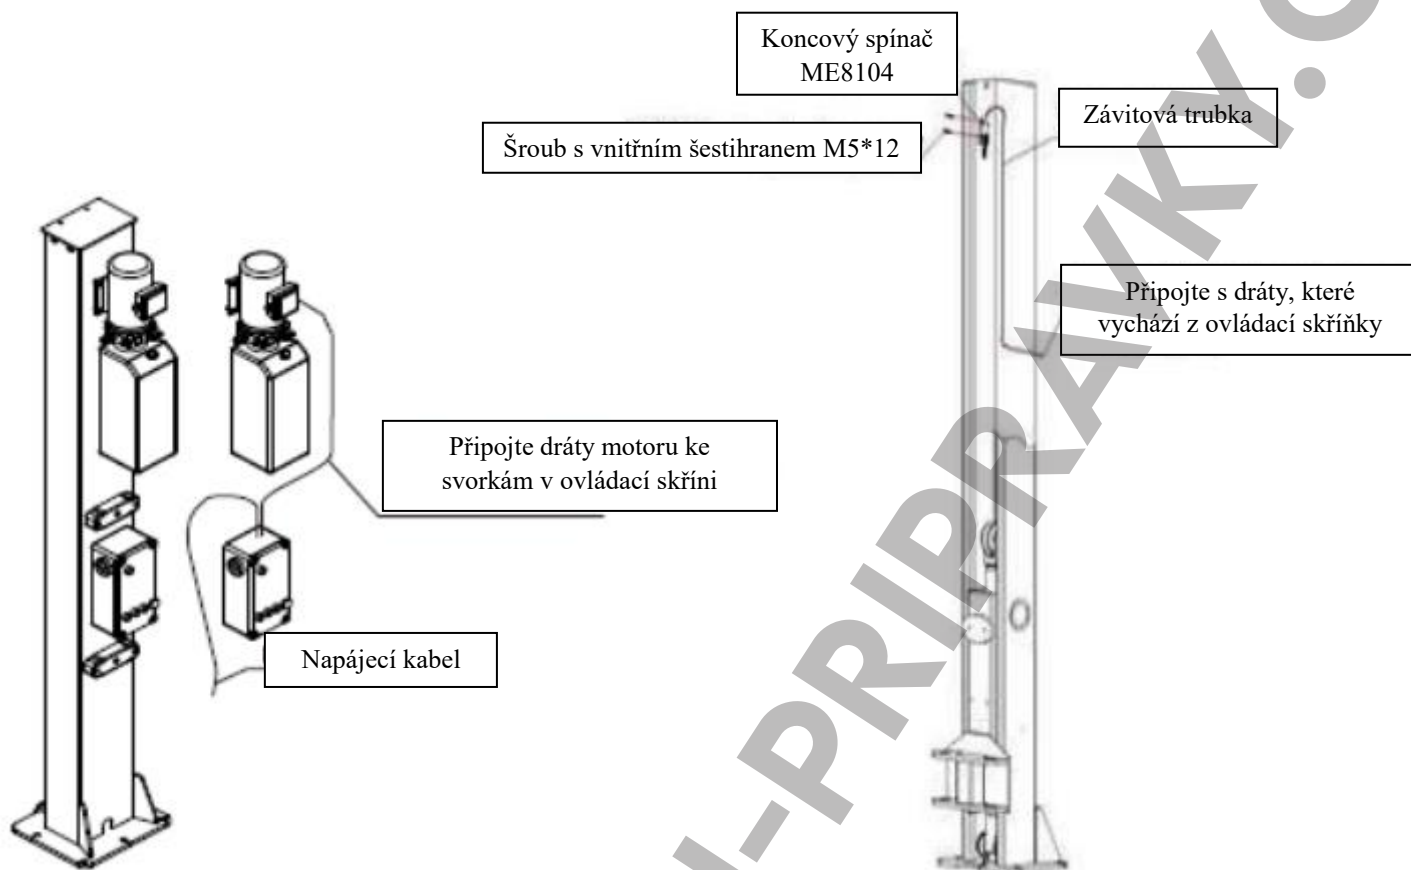 Koncový spínač
ME8104
Šroub s vnitřním šestihranem M5*12
Závitová trubka
Připojte s dráty, které
vychází z ovládací skříňky
Připojte dráty motoru ke
svorkám v ovládací skříni
Napájecí kabel
-PRIPRAVKY.